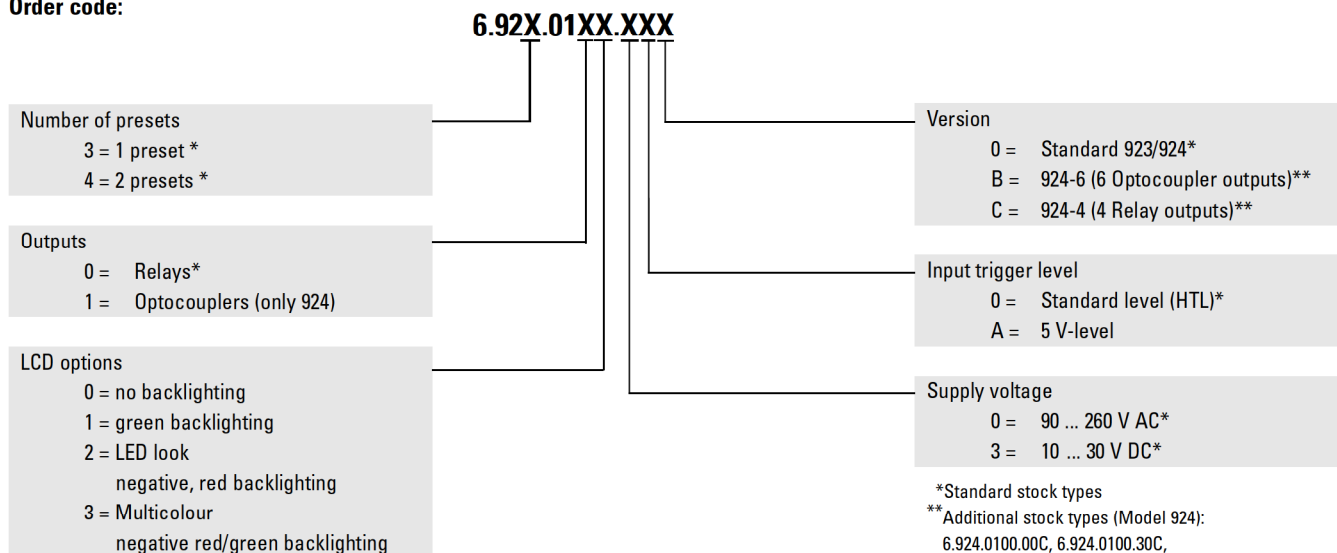 Order code:
6.92X.01XX.XXX
Number of presets
3 = 1 preset *
4 = 2 presets *
Outputs
0 = Relays*
1 = Optocouplers (only 924)
LCD options
0 = no backlighting
1 = green backlighting
2 = LED look
negative, red backlighting
3 = Multicolour
negative red/green backlighting
Version
0 = Standard 923/924*
B = 924-6 (6 Optocoupler outputs)**
C = 924-4 (4 Relay outputs)**
Input trigger level
0 = Standard level (HTL)*
A = 5 V-level
Supply voltage
0 = 90 ... 260 V AC*
3 = 10 ... 30 V DC*
*Standard stock types
**Additional stock types (Model 924):
6.924.0100.00C, 6.924.0100.30C,